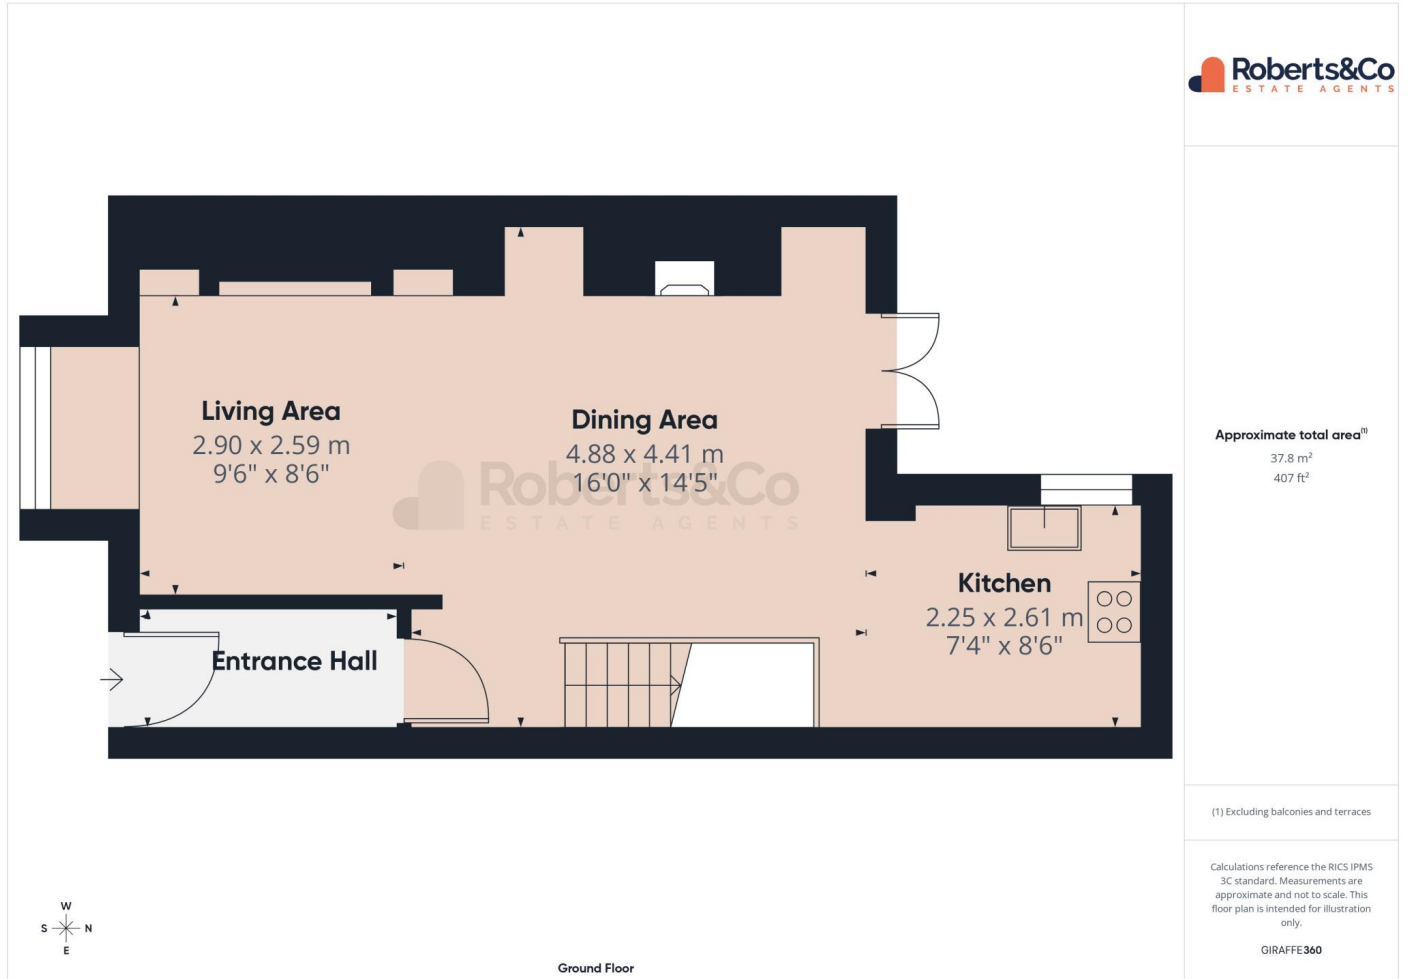 Roberts&Co
ESTATE AGENTS
Living Area
2.90 x 2.59 m
9'6" x 8'6"
Dining Area
4.88 x 4.41 m
16'0" x 14'5"
Roberts&Co
ESTATE AGENTS
Kitchen
2.25 x 2.61 m
7'4" x 8'6"
Entrance Hall
Approximate total area(1)
37.8 m²
407 ft²
(1) Excluding balconies and terraces
Calculations reference the RICS IPMS
3C standard. Measurements are
approximate and not to scale. This
floor plan is intended for illustration
only.
GIRAFFE360
W
S N
E
Ground Floor